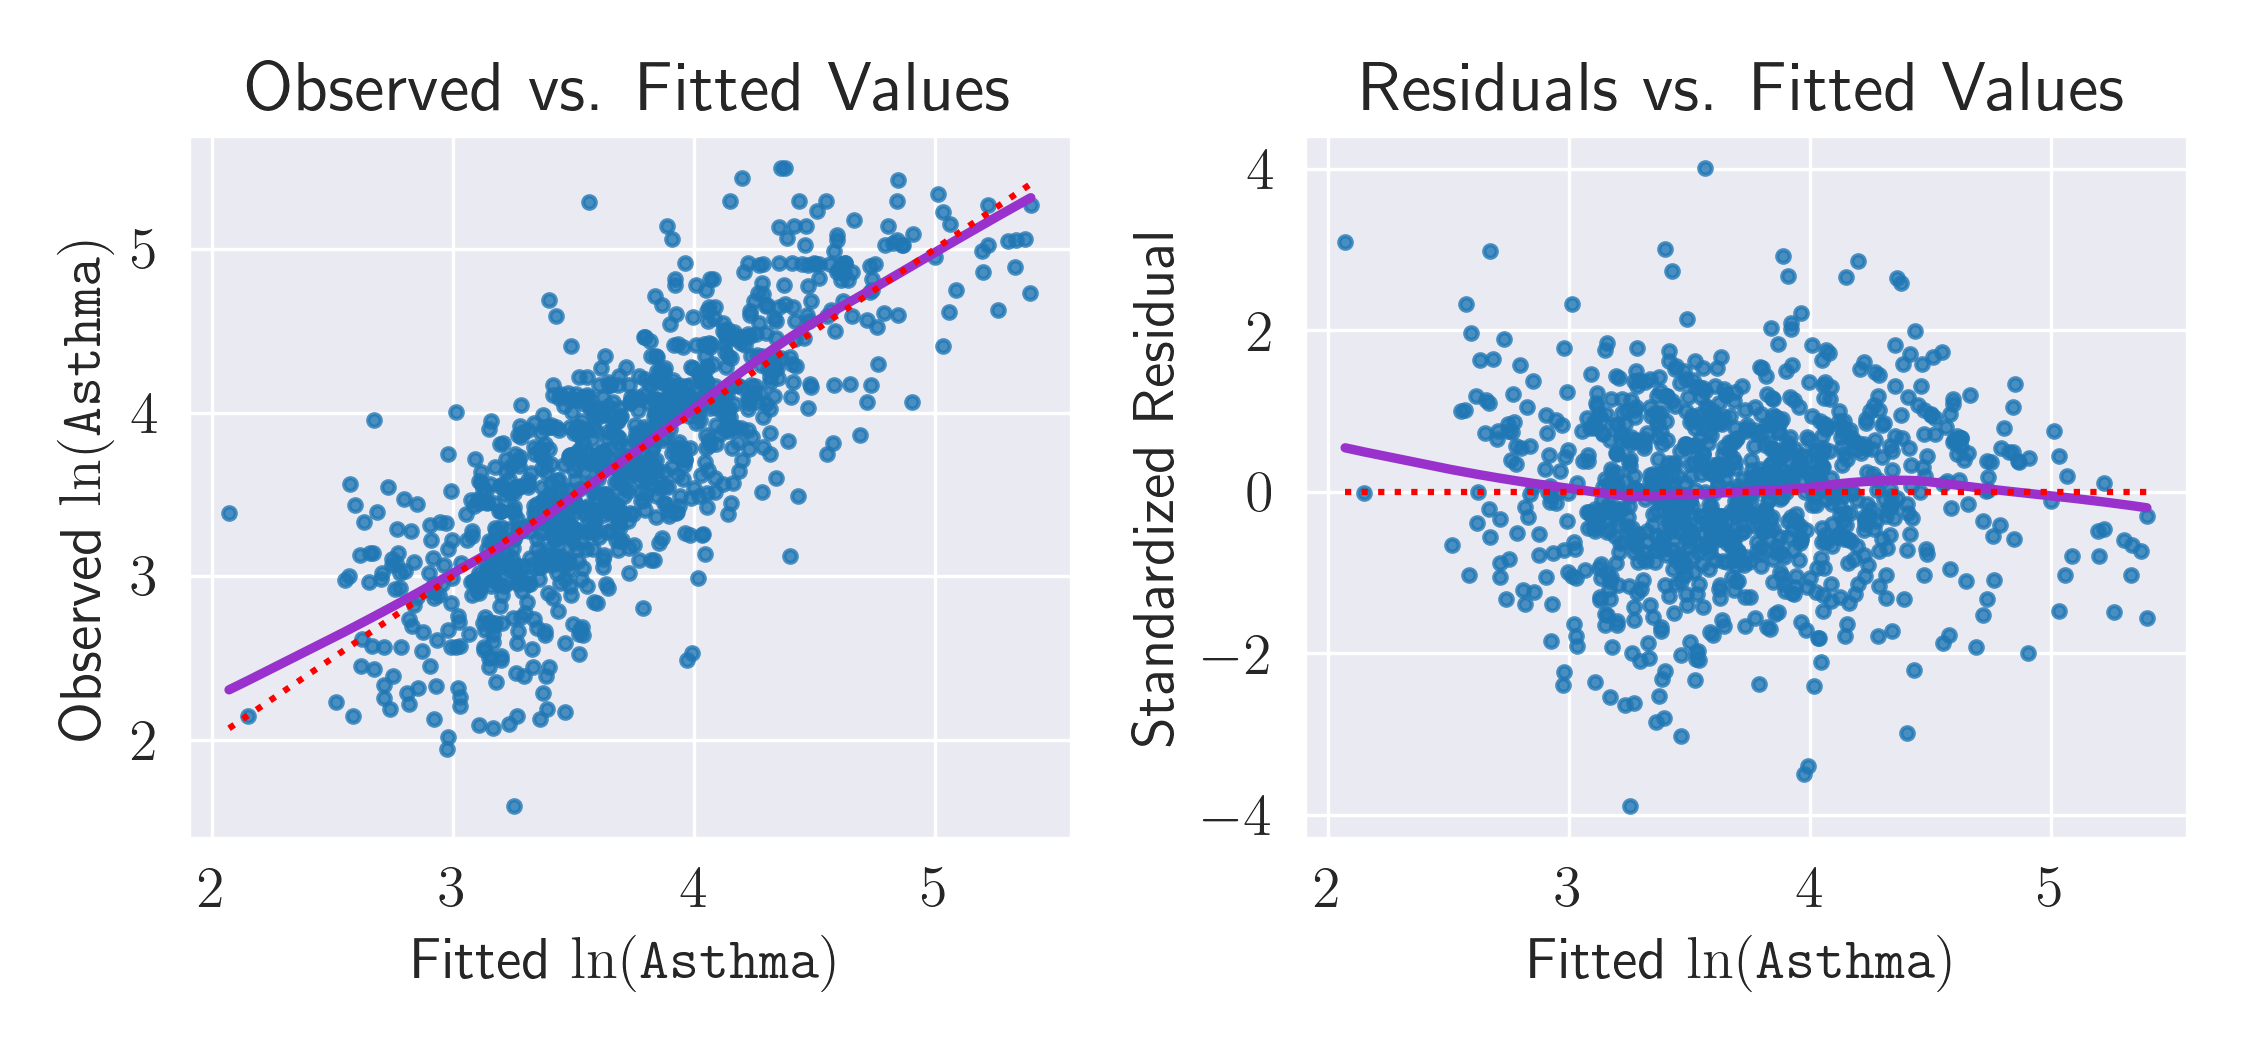 Observed vs. Fitted Values
Observed ln(Asthma)
5
4
3
2
2 3 4 5
Fitted ln(Asthma)
Residuals vs. Fitted Values
Standardized Residual
4
2
0
−2
−4
2 3 4 5
Fitted ln(Asthma)